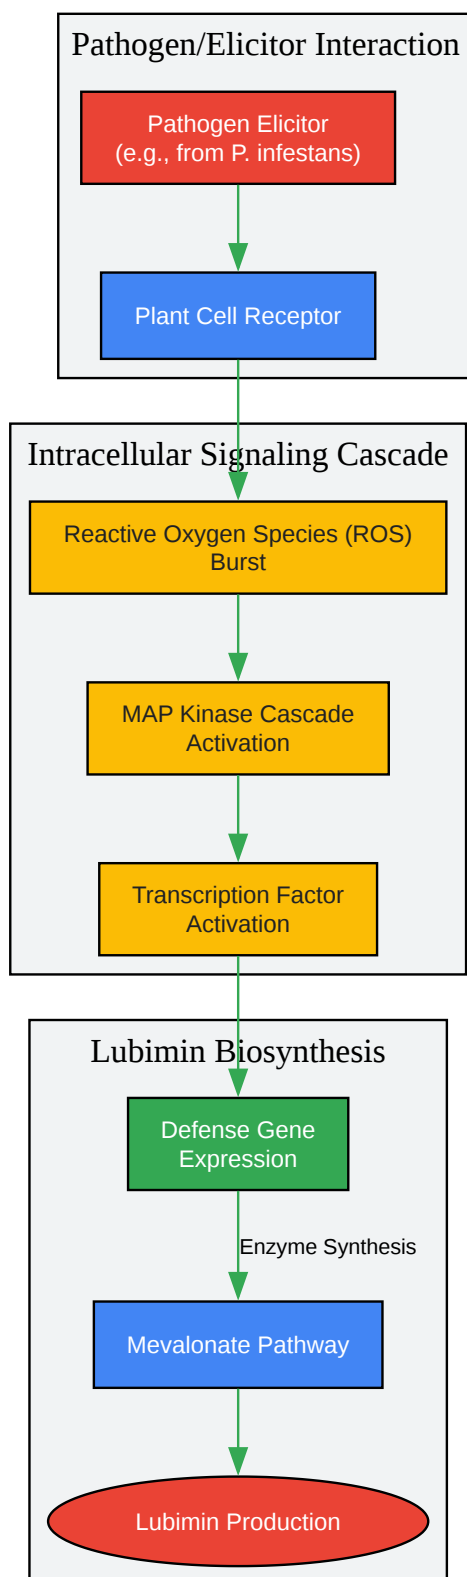 Pathogen/Elicitor Interaction
Pathogen Elicitor
(e.g., from P. infestans)
Plant Cell Receptor
Intracellular Signaling Cascade
Reactive Oxygen Species (ROS)
Burst
MAP Kinase Cascade
Activation
Transcription Factor
Activation
Lubimin Biosynthesis
Defense Gene
Expression
Enzyme Synthesis
Mevalonate Pathway
Lubimin Production